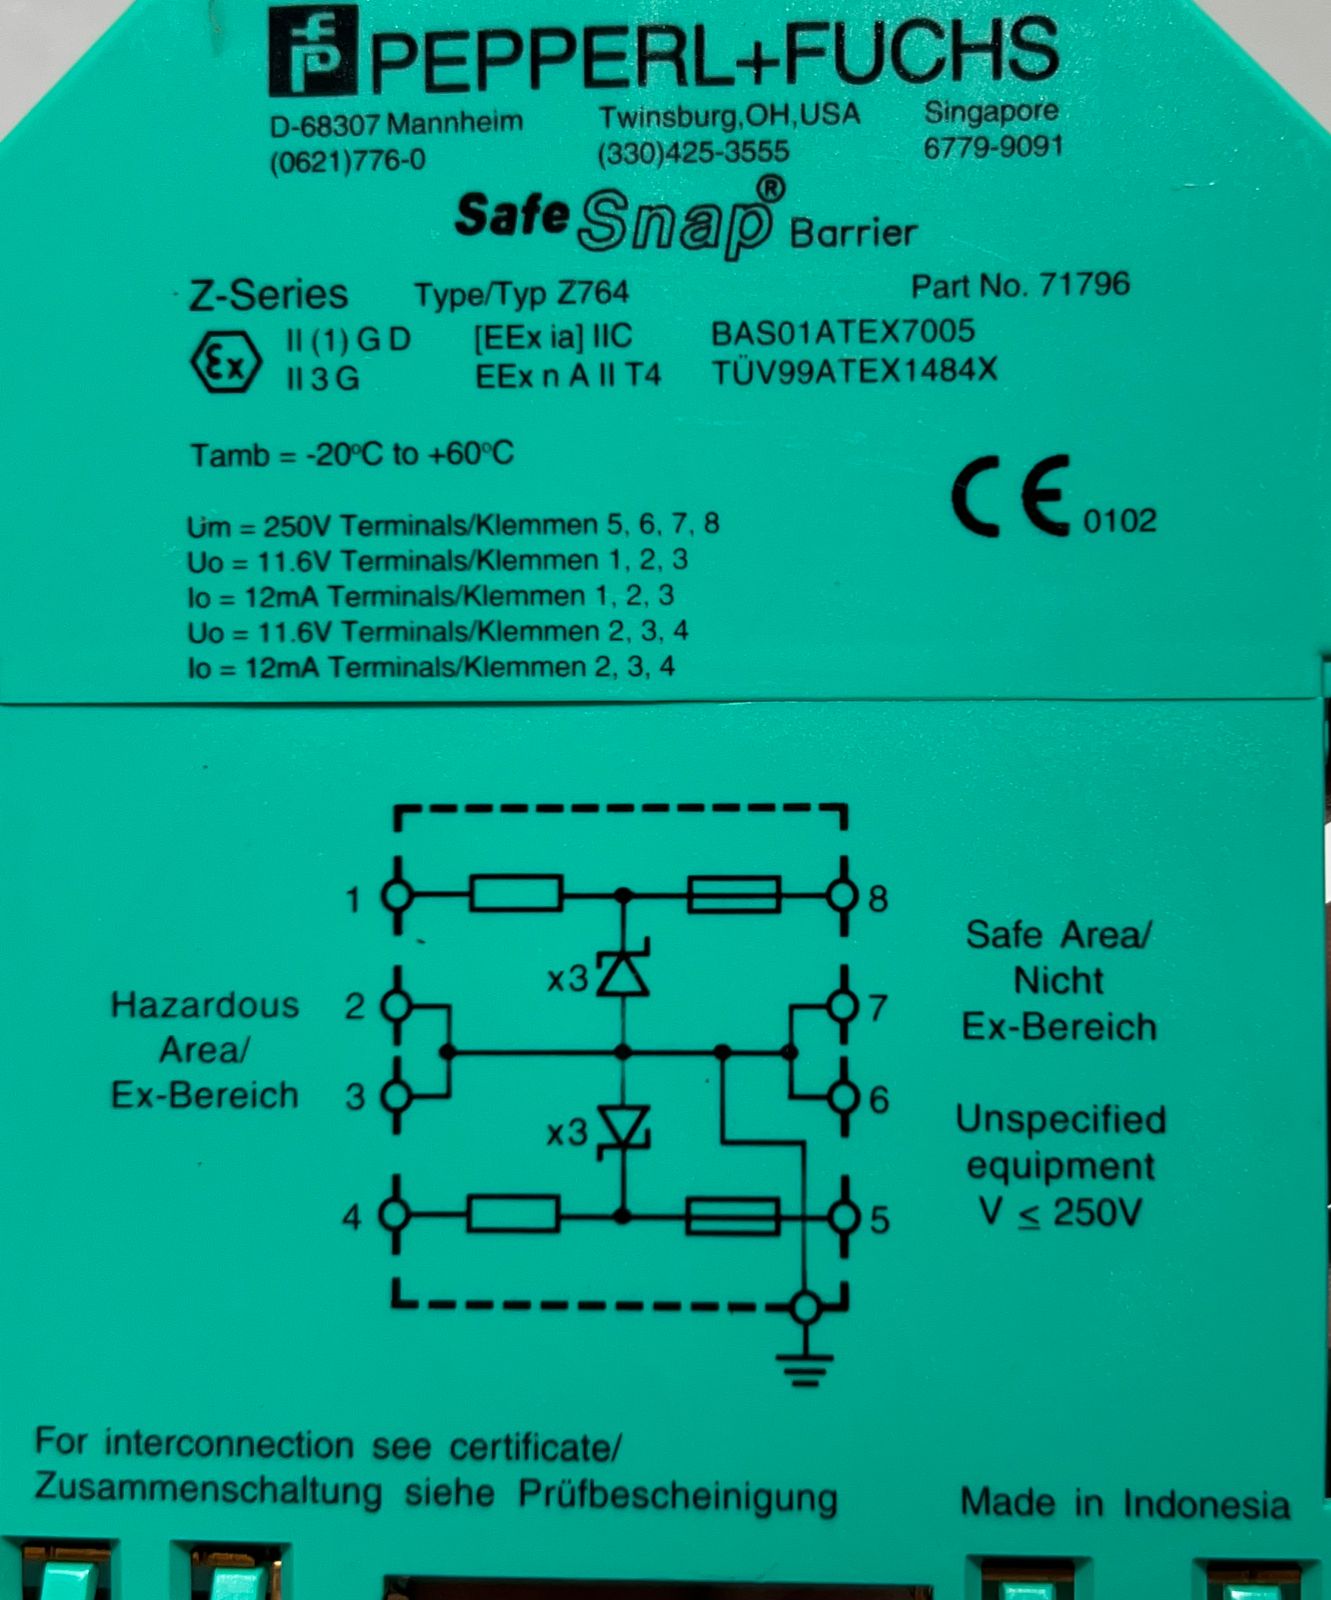 PEPPERL+FUCHS
D-68307 Mannheim Twinsburg,OH,USA Singapore
(0621)776-0 (330)425-3555 6779-9091
Safe Snap® Barrier
Z-Series Type/Typ Z764 Part No. 71796
Ex II (1) G D [EEx ia] IIC BAS01ATEX7005
II 3 G EEx n A II T4 TÜV99ATEX1484X
Tamb = -20°C to +60°C
CE 0102
Um = 250V Terminals/Klemmen 5, 6, 7, 8
Uo = 11.6V Terminals/Klemmen 1, 2, 3
Io = 12mA Terminals/Klemmen 1, 2, 3
Uo = 11.6V Terminals/Klemmen 2, 3, 4
Io = 12mA Terminals/Klemmen 2, 3, 4
1 8
x3
2 7
3 6
x3
4 5
Hazardous
Area/
Ex-Bereich
Safe Area/
Nicht
Ex-Bereich
Unspecified
equipment
V ≤ 250V
For interconnection see certificate/
Zusammenschaltung siehe Prüfbescheinigung
Made in Indonesia